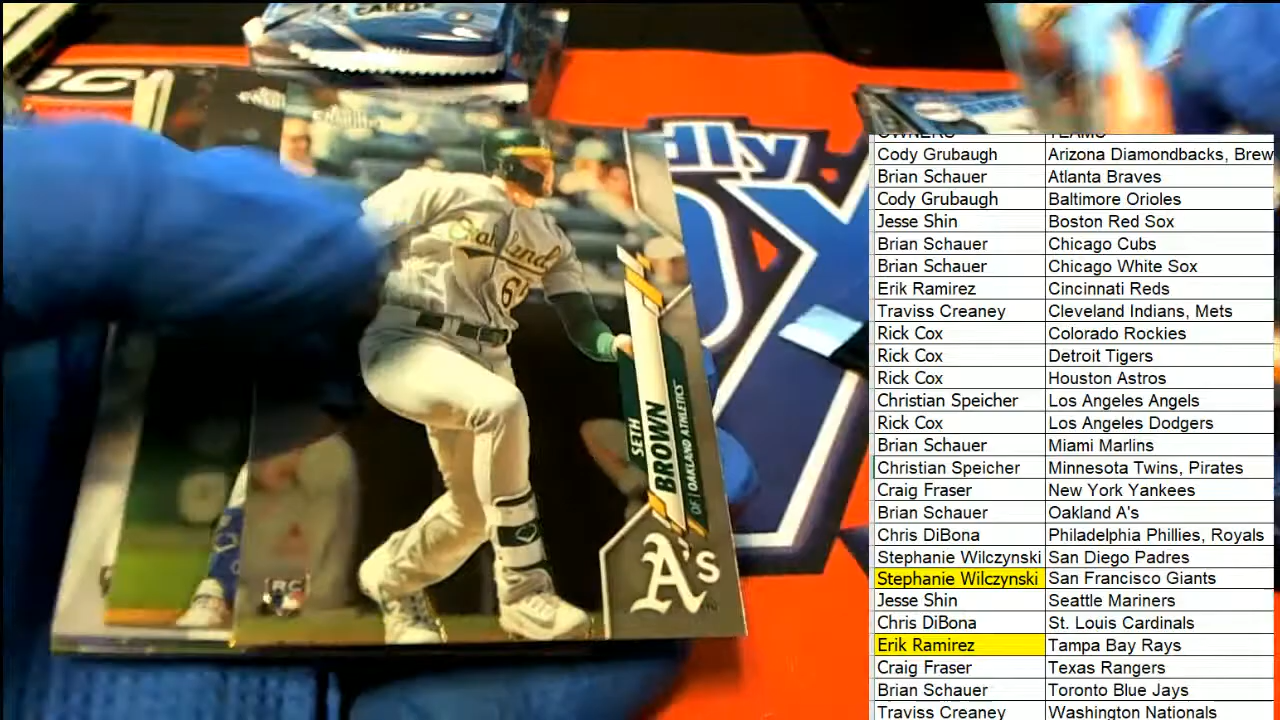 CARDS
OWNERS TEAMS
Cody Grubaugh Arizona Diamondbacks, Brew
Brian Schauer Atlanta Braves
Cody Grubaugh Baltimore Orioles
Jesse Shin Boston Red Sox
Brian Schauer Chicago Cubs
Brian Schauer Chicago White Sox
Erik Ramirez Cincinnati Reds
Traviss Creaney Cleveland Indians, Mets
Rick Cox Colorado Rockies
Rick Cox Detroit Tigers
Rick Cox Houston Astros
Christian Speicher Los Angeles Angels
Rick Cox Los Angeles Dodgers
Brian Schauer Miami Marlins
Christian Speicher Minnesota Twins, Pirates
Craig Fraser New York Yankees
Brian Schauer Oakland A's
Chris DiBona Philadelphia Phillies, Royals
Stephanie Wilczynski San Diego Padres
Stephanie Wilczynski San Francisco Giants
Jesse Shin Seattle Mariners
Chris DiBona St. Louis Cardinals
Erik Ramirez Tampa Bay Rays
Craig Fraser Texas Rangers
Brian Schauer Toronto Blue Jays
Traviss Creaney Washington Nationals
Oakland
SETH
BROWN
OF | OAKLAND ATHLETICS
A's
RC